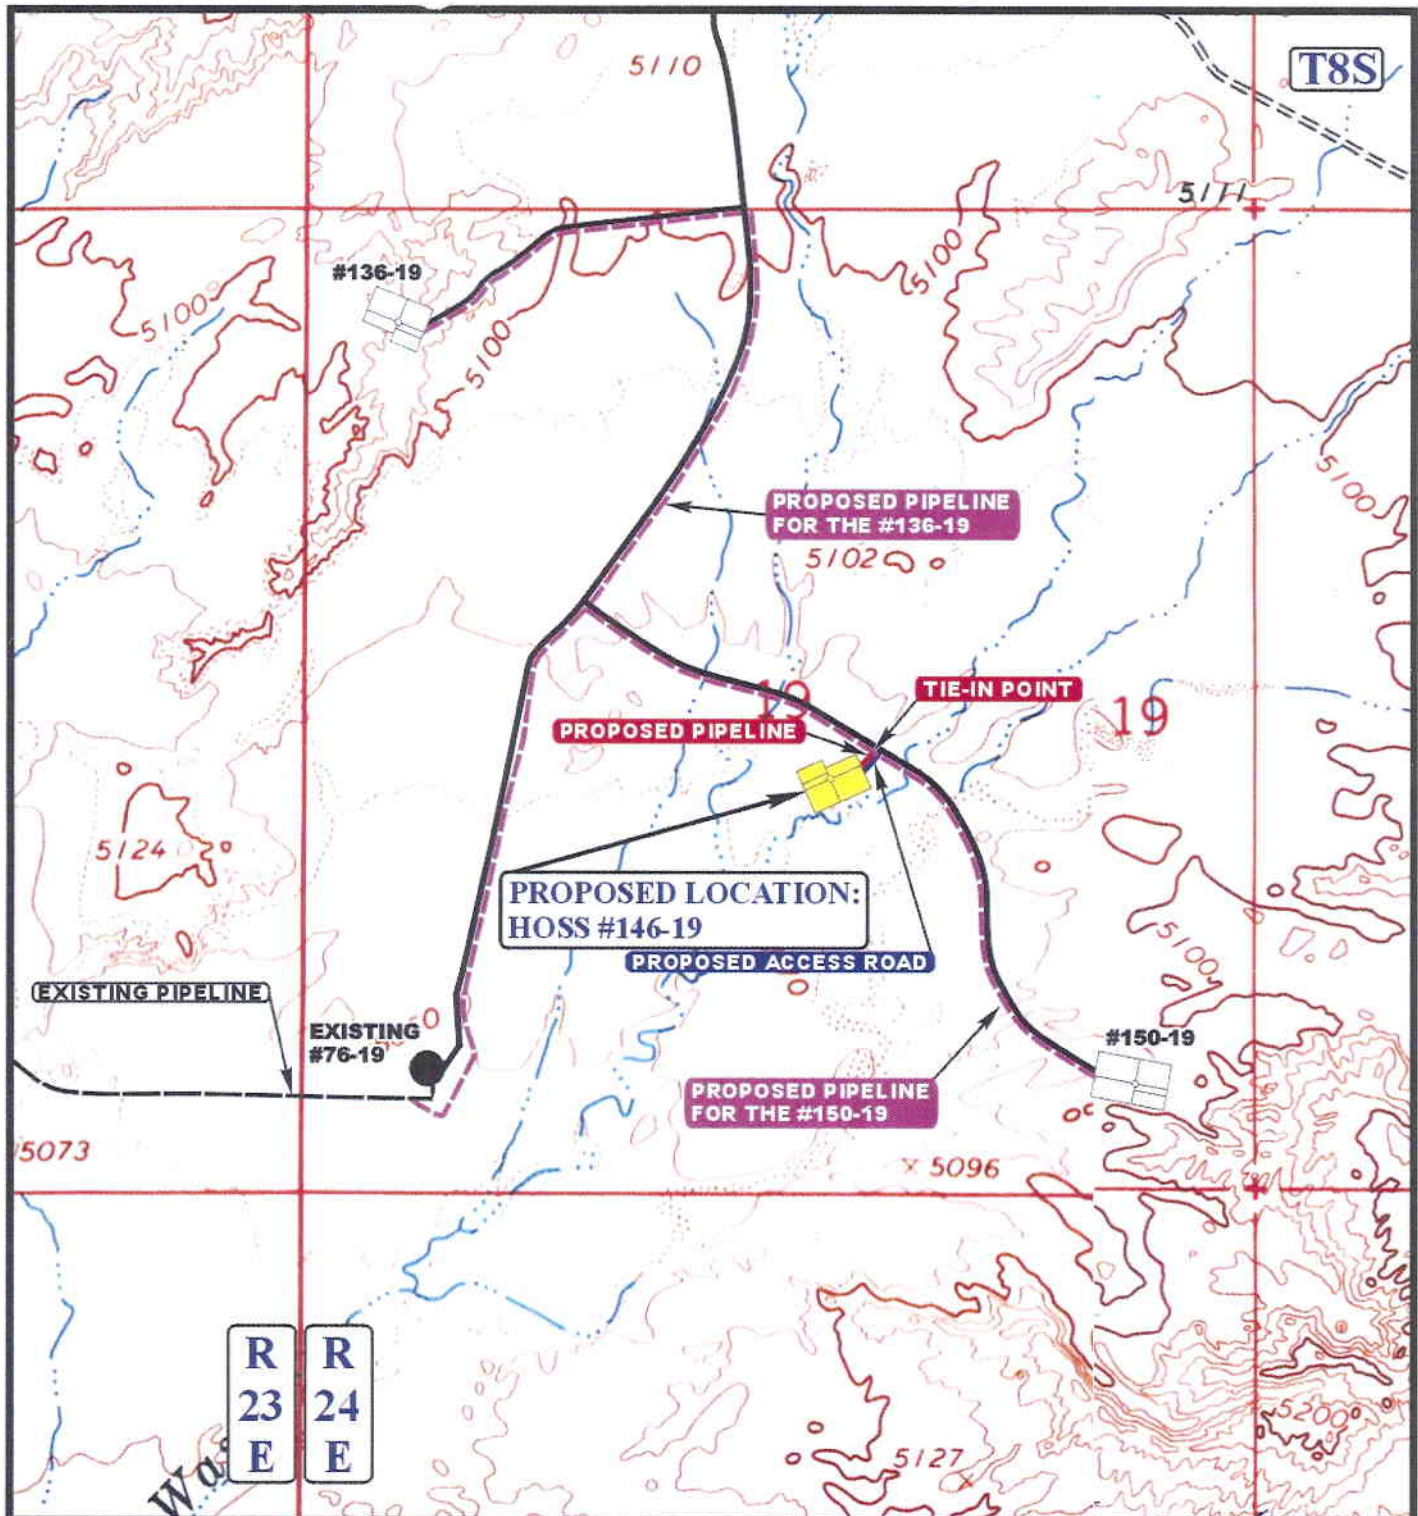 5110
T8S
5111
#136-19
5100
5100
5100
5100
PROPOSED PIPELINE
FOR THE #136-19
5102
19
TIE-IN POINT
19
PROPOSED PIPELINE
5124
PROPOSED LOCATION:
HOSS #146-19
5100
PROPOSED ACCESS ROAD
EXISTING PIPELINE
EXISTING
#76-19
#150-19
PROPOSED PIPELINE
FOR THE #150-19
5073
5096
R
23
E
R
24
E
5200
5127